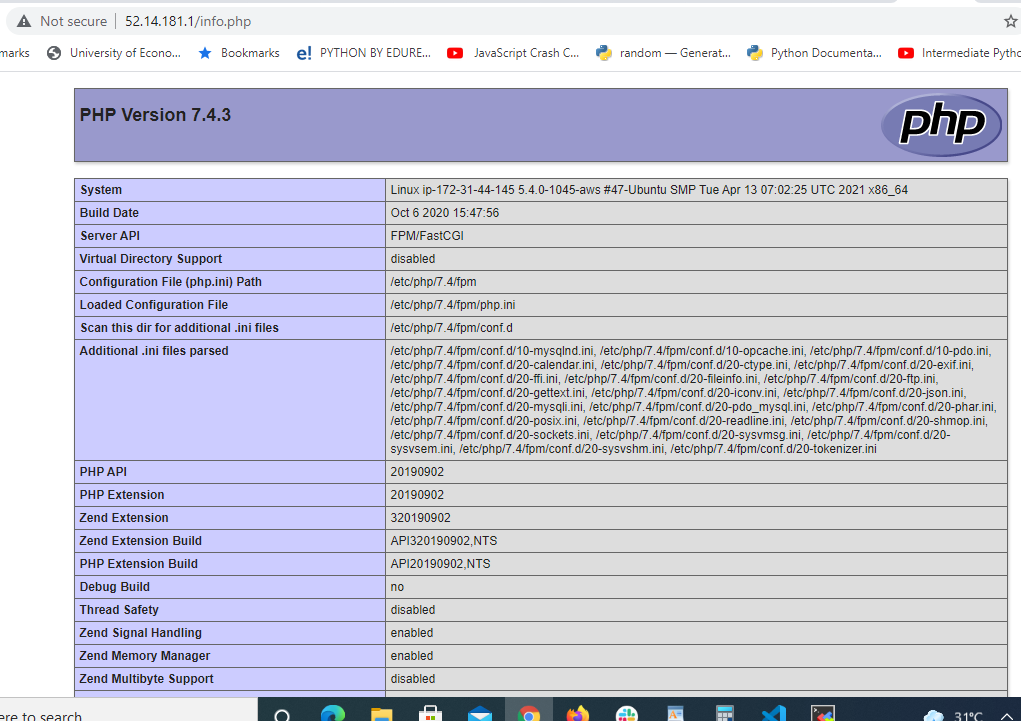 Not secure 52.14.181.1/info.php
marks University of Econo... Bookmarks e! PYTHON BY EDURE... JavaScript Crash C... random — Generat... Python Documenta... Intermediate Pytho
PHP Version 7.4.3 php
System Linux ip-172-31-44-145 5.4.0-1045-aws #47-Ubuntu SMP Tue Apr 13 07:02:25 UTC 2021 x86_64
Build Date Oct 6 2020 15:47:56
Server API FPM/FastCGI
Virtual Directory Support disabled
Configuration File (php.ini) Path /etc/php/7.4/fpm
Loaded Configuration File /etc/php/7.4/fpm/php.ini
Scan this dir for additional .ini files /etc/php/7.4/fpm/conf.d
Additional .ini files parsed /etc/php/7.4/fpm/conf.d/10-mysqlnd.ini, /etc/php/7.4/fpm/conf.d/10-opcache.ini, /etc/php/7.4/fpm/conf.d/10-pdo.ini,
/etc/php/7.4/fpm/conf.d/20-calendar.ini, /etc/php/7.4/fpm/conf.d/20-ctype.ini, /etc/php/7.4/fpm/conf.d/20-exif.ini,
/etc/php/7.4/fpm/conf.d/20-ffi.ini, /etc/php/7.4/fpm/conf.d/20-fileinfo.ini, /etc/php/7.4/fpm/conf.d/20-ftp.ini,
/etc/php/7.4/fpm/conf.d/20-gettext.ini, /etc/php/7.4/fpm/conf.d/20-iconv.ini, /etc/php/7.4/fpm/conf.d/20-json.ini,
/etc/php/7.4/fpm/conf.d/20-mysqli.ini, /etc/php/7.4/fpm/conf.d/20-pdo_mysql.ini, /etc/php/7.4/fpm/conf.d/20-phar.ini,
/etc/php/7.4/fpm/conf.d/20-posix.ini, /etc/php/7.4/fpm/conf.d/20-readline.ini, /etc/php/7.4/fpm/conf.d/20-shmop.ini,
/etc/php/7.4/fpm/conf.d/20-sockets.ini, /etc/php/7.4/fpm/conf.d/20-sysvmsg.ini, /etc/php/7.4/fpm/conf.d/20-
sysvsem.ini, /etc/php/7.4/fpm/conf.d/20-sysvshm.ini, /etc/php/7.4/fpm/conf.d/20-tokenizer.ini
PHP API 20190902
PHP Extension 20190902
Zend Extension 320190902
Zend Extension Build API320190902,NTS
PHP Extension Build API20190902,NTS
Debug Build no
Thread Safety disabled
Zend Signal Handling enabled
Zend Memory Manager enabled
Zend Multibyte Support disabled
ere to search 31°C